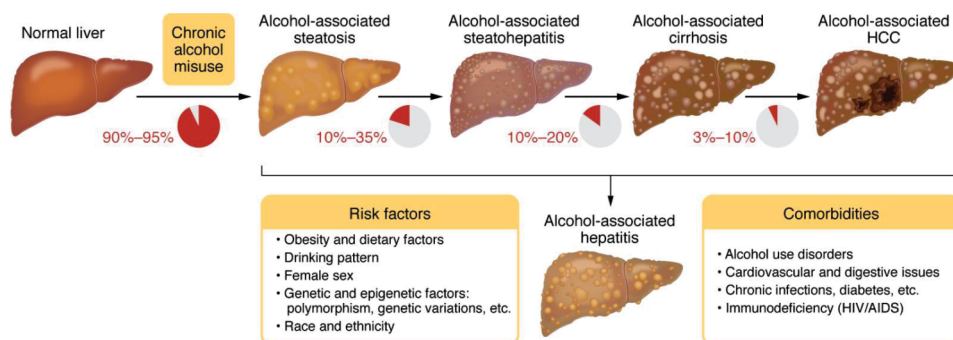 Normal liver
Chronic
alcohol
misuse
Alcohol-associated
steatosis
Alcohol-associated
steatohepatitis
Alcohol-associated
cirrhosis
Alcohol-associated
HCC
90%–95%
10%–35%
10%–20%
3%–10%
Risk factors
• Obesity and dietary factors
• Drinking pattern
• Female sex
• Genetic and epigenetic factors:
polymorphism, genetic variations, etc.
• Race and ethnicity
Alcohol-associated
hepatitis
Comorbidities
• Alcohol use disorders
• Cardiovascular and digestive issues
• Chronic infections, diabetes, etc.
• Immunodeficiency (HIV/AIDS)